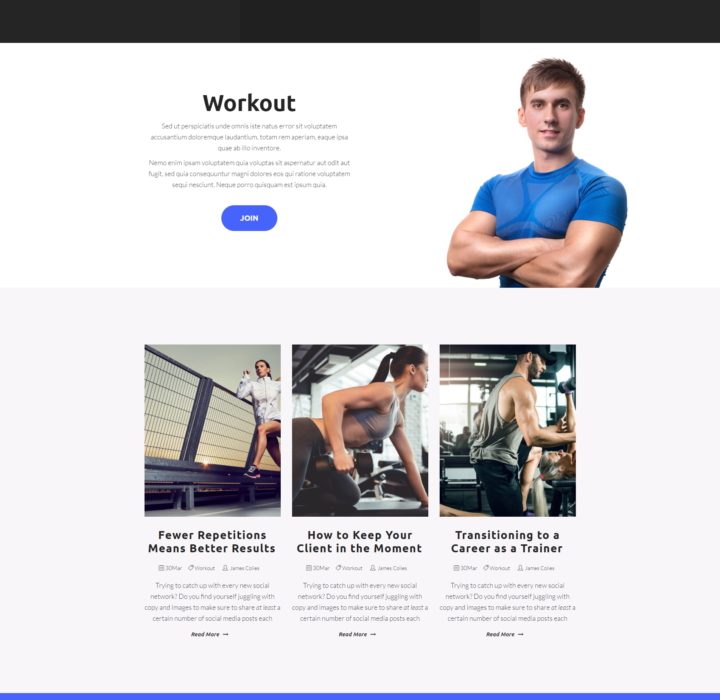 Workout
Sed ut perspiciatis unde omnis iste natus error sit voluptatem
accusantium doloremque laudantium, totam rem aperiam, eaque ipsa
quae ab illo inventore.
Nemo enim ipsam voluptatem quia voluptas sit aspernatur aut odit aut
fugit, sed quia consequuntur magni dolores eos qui ratione voluptatem
sequi nesciunt. Neque porro quisquam est ipsum quia.
JOIN
Fewer Repetitions
Means Better Results
30Mar Workout James Colies
Trying to catch up with every new social
network? Do you find yourself juggling with
copy and images to make sure to share at least a
certain number of social media posts each
Read More →
How to Keep Your
Client in the Moment
30Mar Workout James Colies
Trying to catch up with every new social
network? Do you find yourself juggling with
copy and images to make sure to share at least a
certain number of social media posts each
Read More →
Transitioning to a
Career as a Trainer
30Mar Workout James Colies
Trying to catch up with every new social
network? Do you find yourself juggling with
copy and images to make sure to share at least a
certain number of social media posts each
Read More →